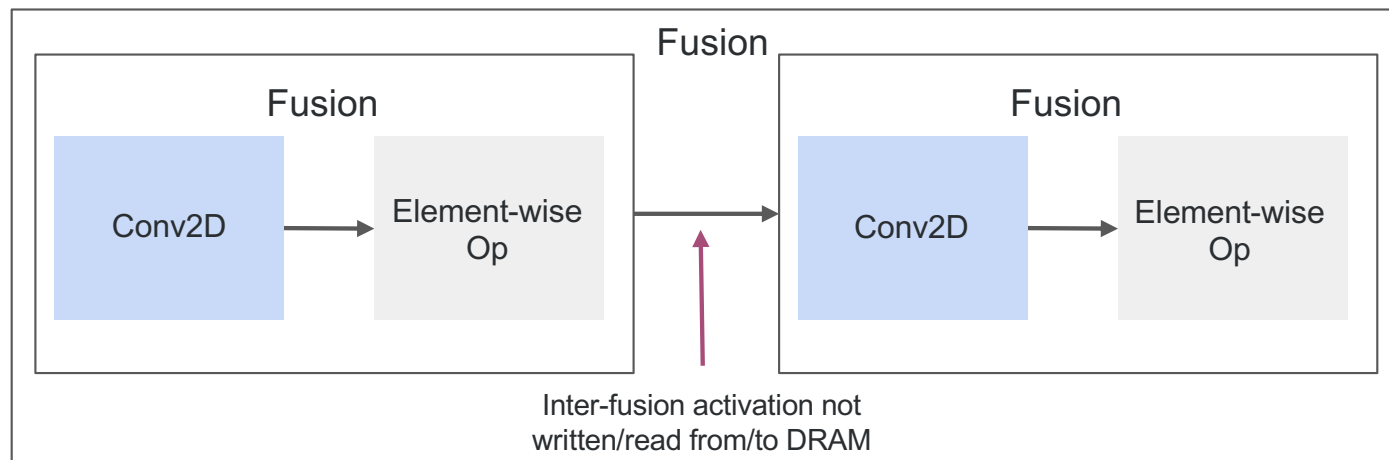 Fusion
Fusion
Conv2D
Element-wise
Op
Fusion
Conv2D
Element-wise
Op
Inter-fusion activation not
written/read from/to DRAM